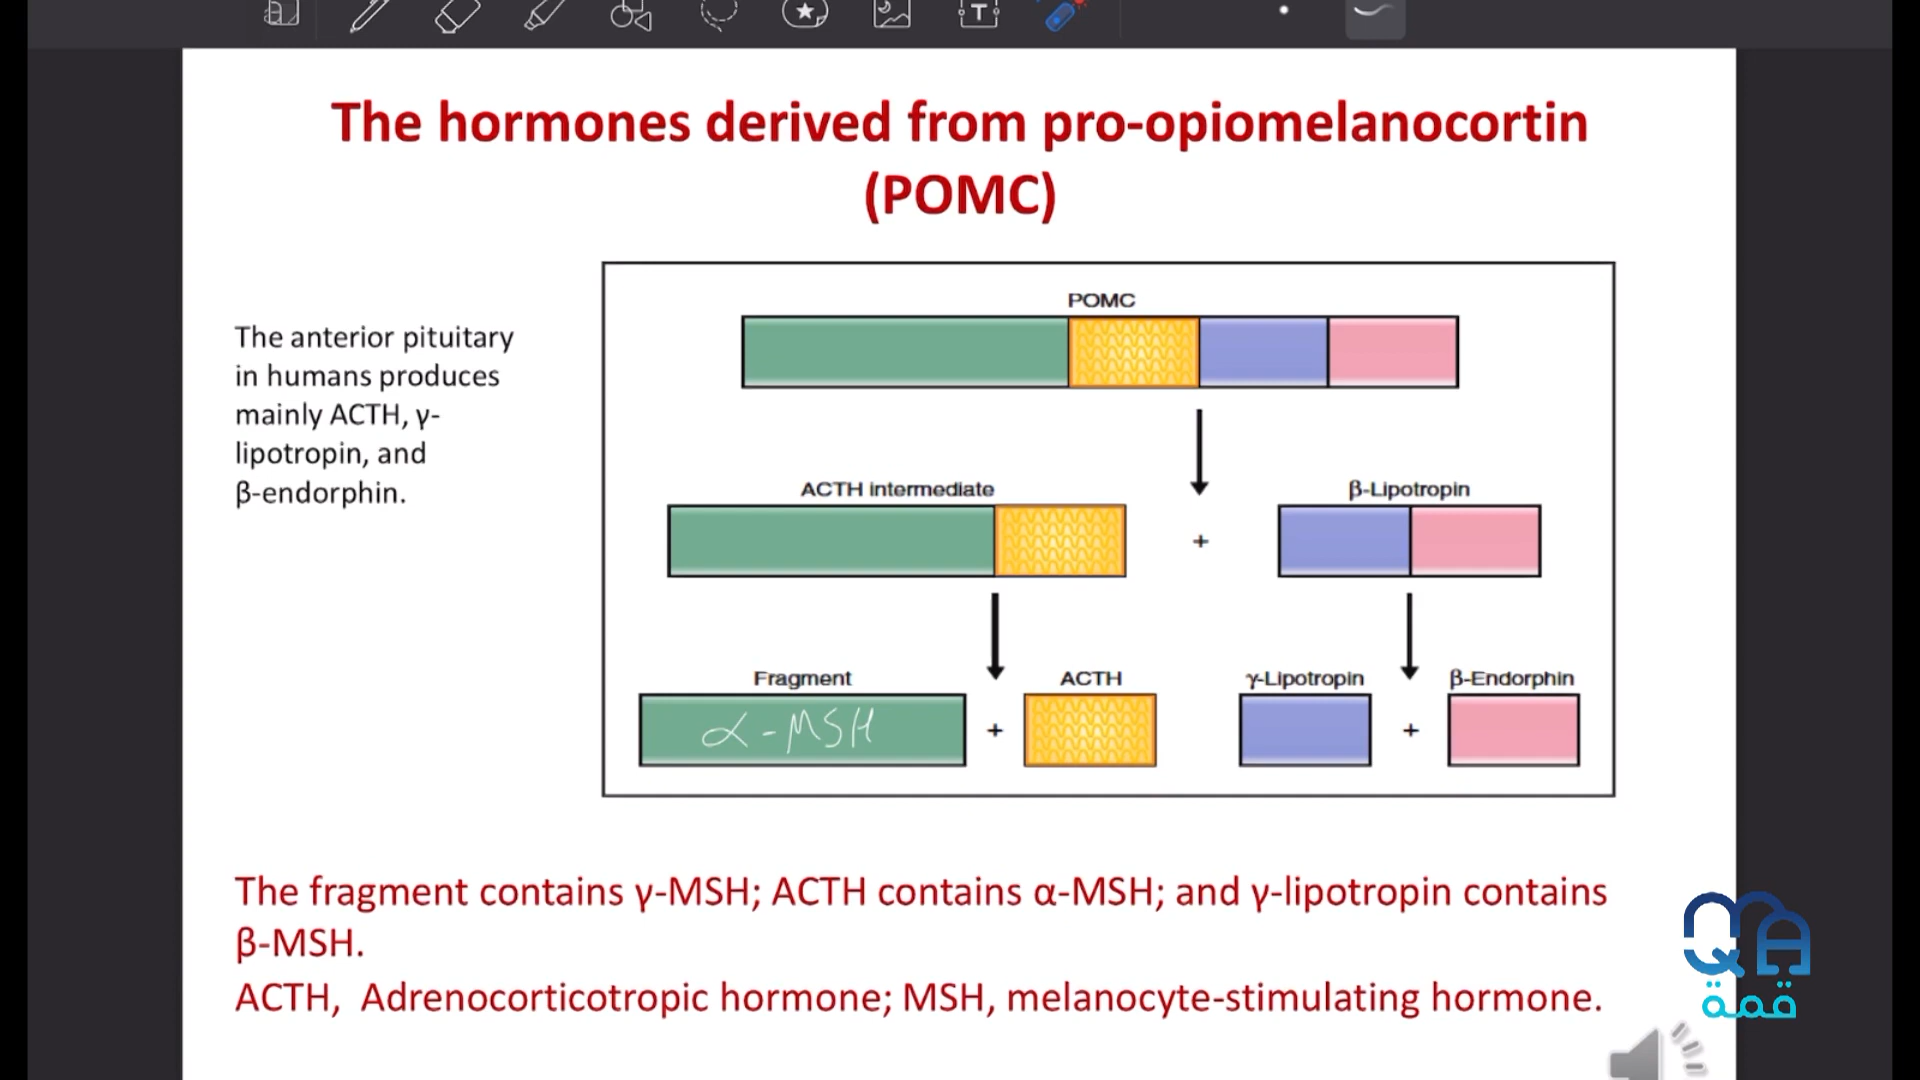 The hormones derived from pro-opiomelanocortin
(POMC)
The anterior pituitary
in humans produces
mainly ACTH, γ-
lipotropin, and
β-endorphin.
POMC
ACTH intermediate
β-Lipotropin
+
Fragment
ACTH
γ-Lipotropin
β-Endorphin
α-MSH
+
+
The fragment contains γ-MSH; ACTH contains α-MSH; and γ-lipotropin contains
β-MSH.
ACTH, Adrenocorticotropic hormone; MSH, melanocyte-stimulating hormone.
QMA
قمة